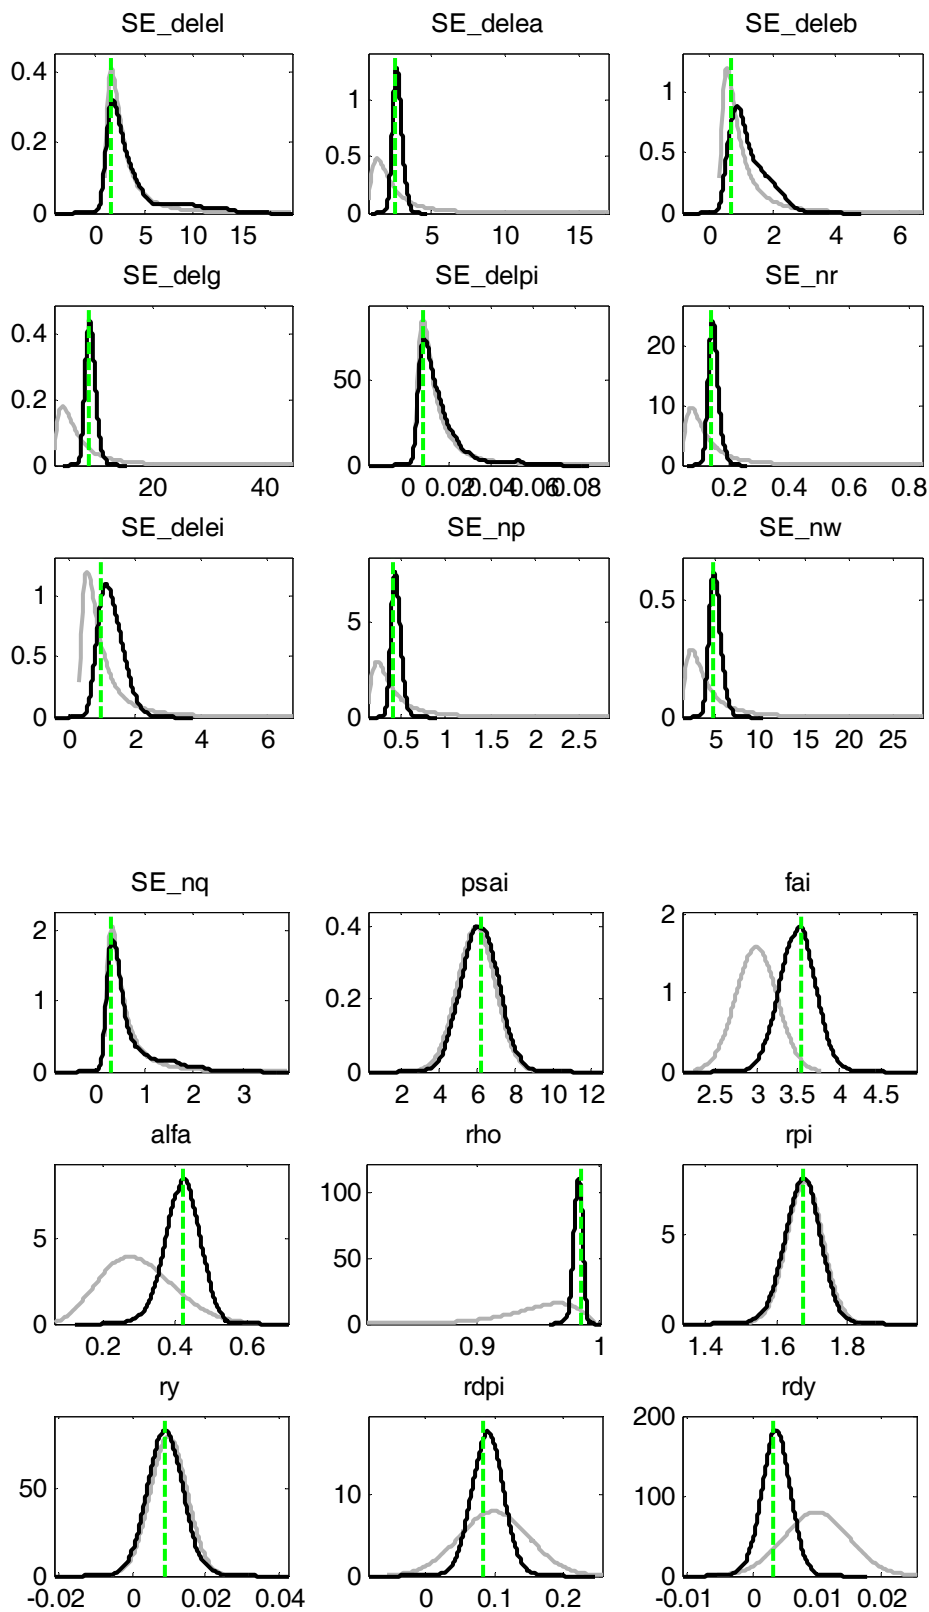 SE_delel SE_delea SE_deleb
0.4 0.2 0 0 5 10 15
1 0.5 0 5 10 15
1 0.5 0 0 2 4 6
SE_delg SE_delpi SE_nr
0.4 0.2 0 20 40
50 0 0 0.02 0.04 0.06 0.08
20 10 0 0.2 0.4 0.6 0.8
SE_delei SE_np SE_nw
1 0.5 0 0 2 4 6
5 0 0.5 1 1.5 2 2.5
0.5 0 5 10 15 20 25
SE_nq psai fai
2 1 0 0 1 2 3
0.4 0.2 0 2 4 6 8 10 12
2 1 0 2.5 3 3.5 4 4.5
alfa rho rpi
5 0 0.2 0.4 0.6
100 50 0 0.9 1
5 0 1.4 1.6 1.8
ry rdpi rdy
50 0 -0.02 0 0.02 0.04
10 0 0 0.1 0.2
200 100 0 -0.01 0 0.01 0.02